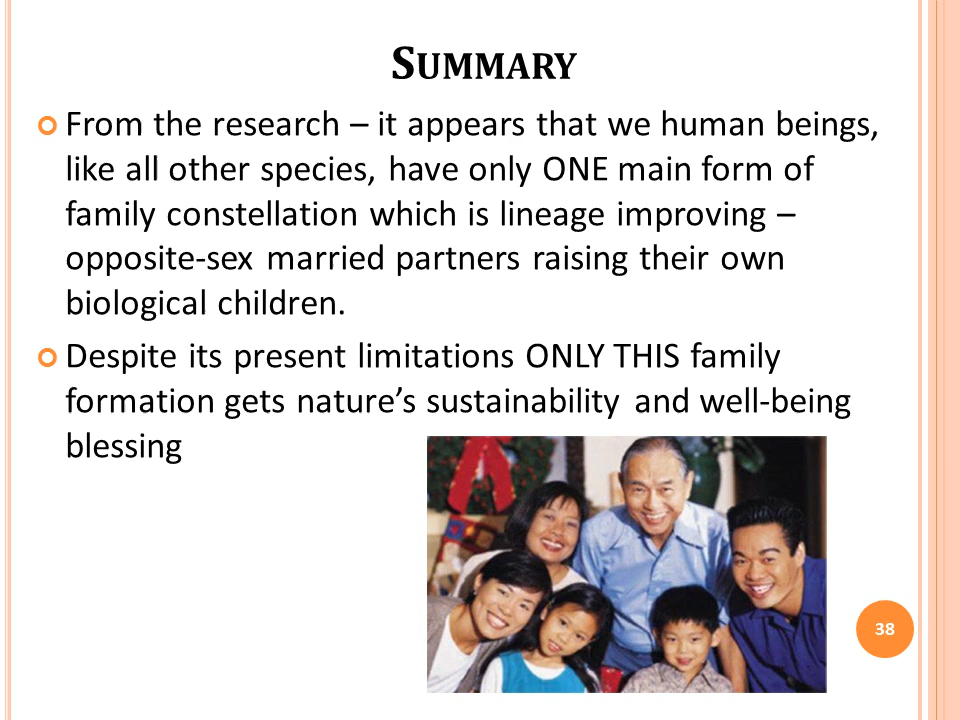 SUMMARY
From the research – it appears that we human beings,
like all other species, have only ONE main form of
family constellation which is lineage improving –
opposite-sex married partners raising their own
biological children.
Despite its present limitations ONLY THIS family
formation gets nature’s sustainability and well-being
blessing
38